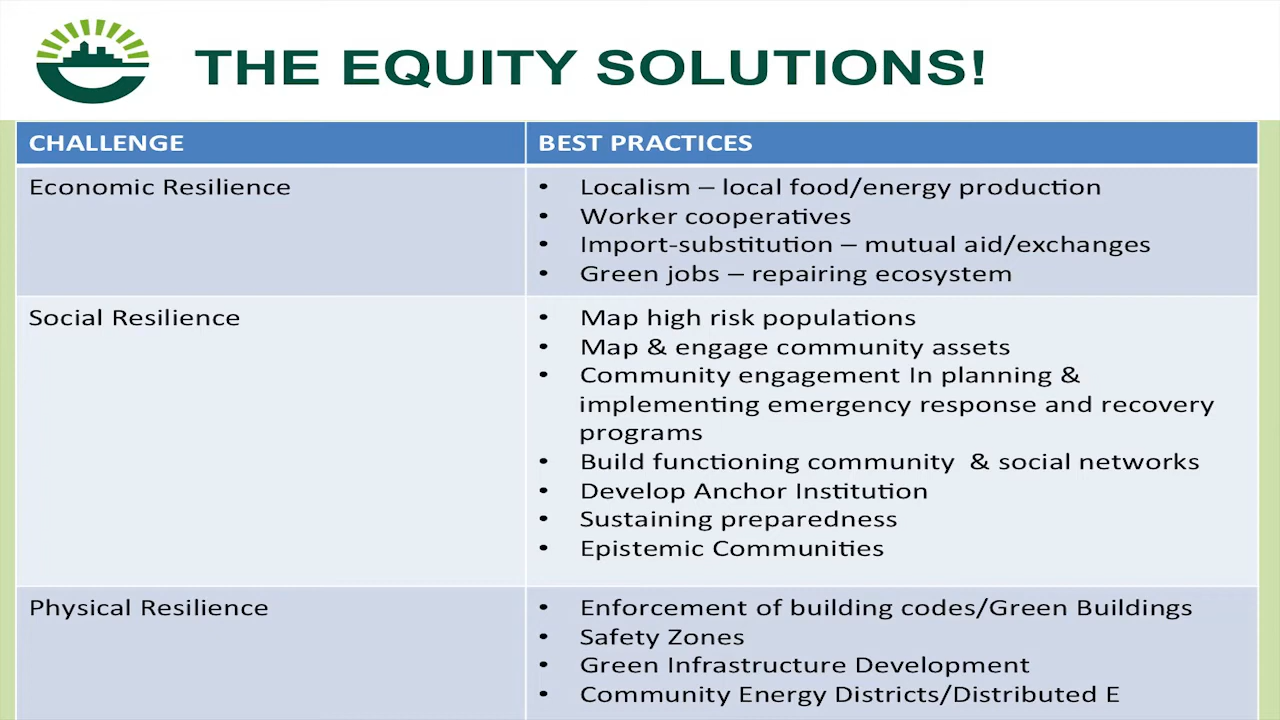 THE EQUITY SOLUTIONS!
CHALLENGE
BEST PRACTICES
Economic Resilience
• Localism – local food/energy production
• Worker cooperatives
• Import-substitution – mutual aid/exchanges
• Green jobs – repairing ecosystem
Social Resilience
• Map high risk populations
• Map & engage community assets
• Community engagement In planning &
implementing emergency response and recovery
programs
• Build functioning community  & social networks
• Develop Anchor Institution
• Sustaining preparedness
• Epistemic Communities
Physical Resilience
• Enforcement of building codes/Green Buildings
• Safety Zones
• Green Infrastructure Development
• Community Energy Districts/Distributed E